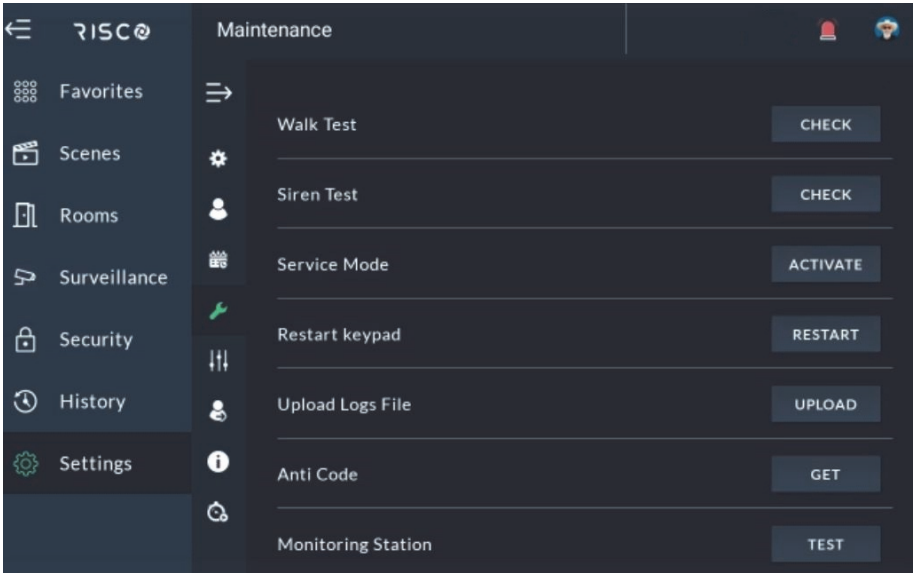 RISCO
Maintenance
Favorites
Scenes
Rooms
Surveillance
Security
History
Settings
Walk Test CHECK
Siren Test CHECK
Service Mode ACTIVATE
Restart keypad RESTART
Upload Logs File UPLOAD
Anti Code GET
Monitoring Station TEST